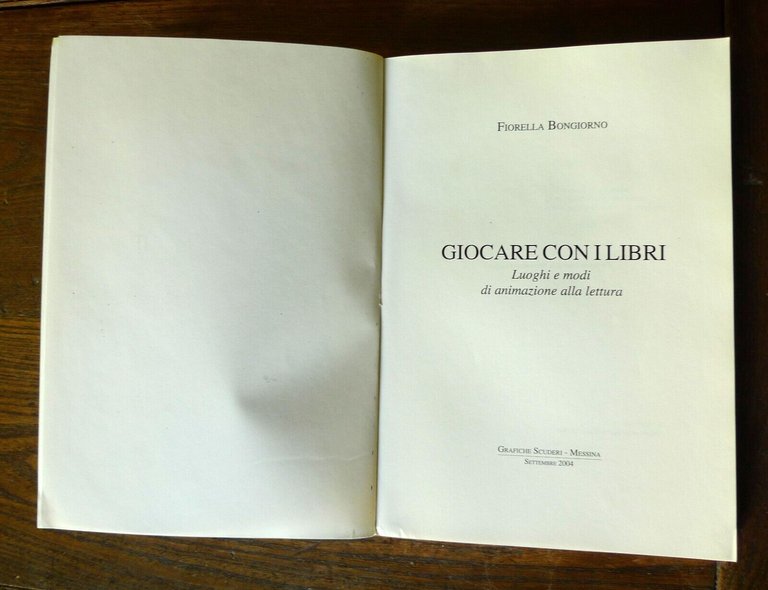 FIORELLA BONGIORNO
GIOCARE CON I LIBRI
Luoghi e modi
di animazione alla lettura
GRAFICHE SCUDERI - MESSINA
SETTEMBRE 2004